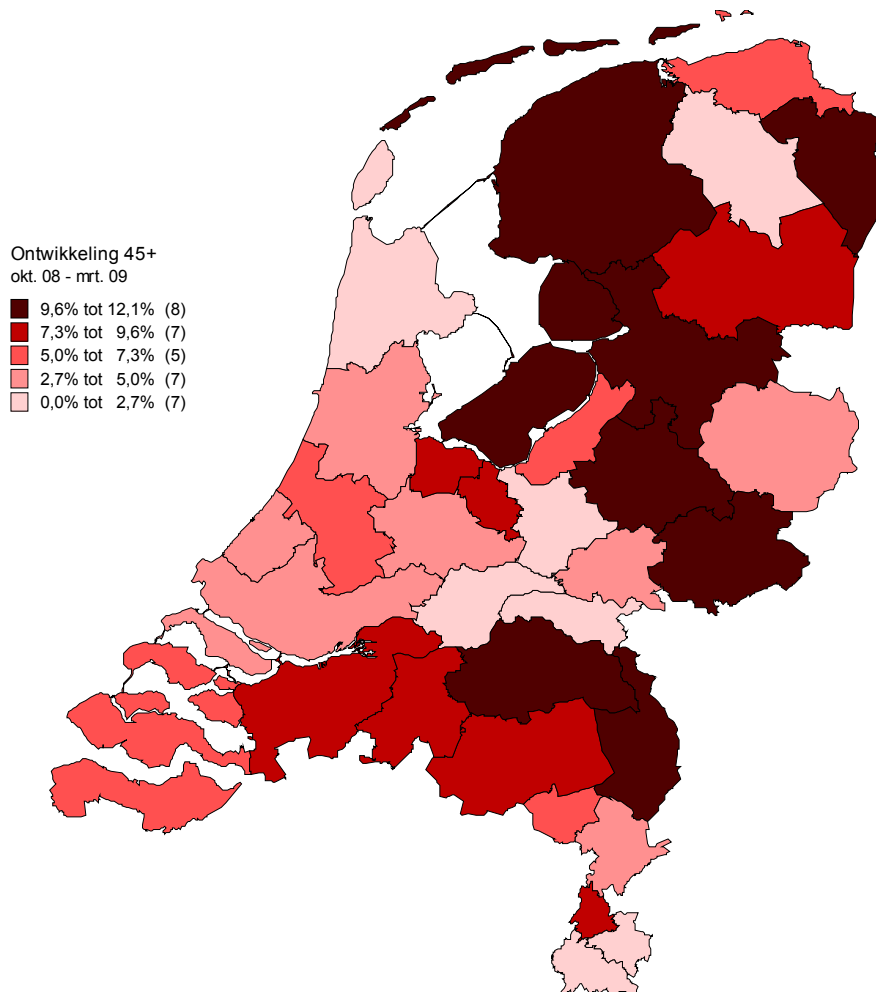 Ontwikkeling 45+
okt. 08 - mrt. 09
9,6% tot 12,1% (8)
7,3% tot 9,6% (7)
5,0% tot 7,3% (5)
2,7% tot 5,0% (7)
0,0% tot 2,7% (7)